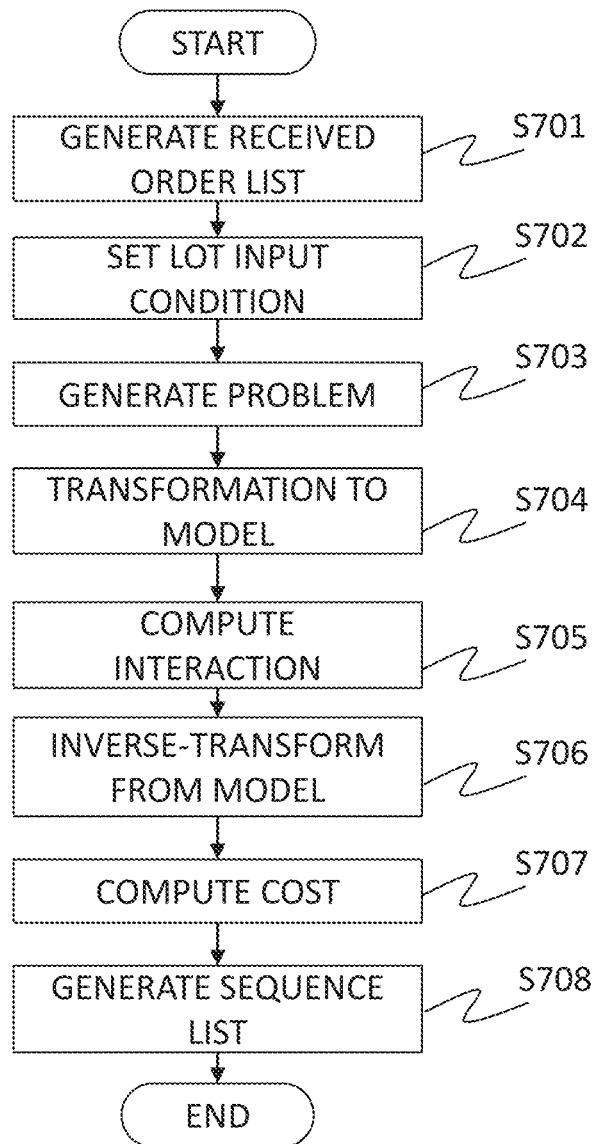 START
GENERATE RECEIVED
ORDER LIST
S701
SET LOT INPUT
CONDITION
S702
GENERATE PROBLEM
S703
TRANSFORMATION TO
MODEL
S704
COMPUTE
INTERACTION
S705
INVERSE-TRANSFORM
FROM MODEL
S706
COMPUTE COST
S707
GENERATE SEQUENCE
LIST
S708
END